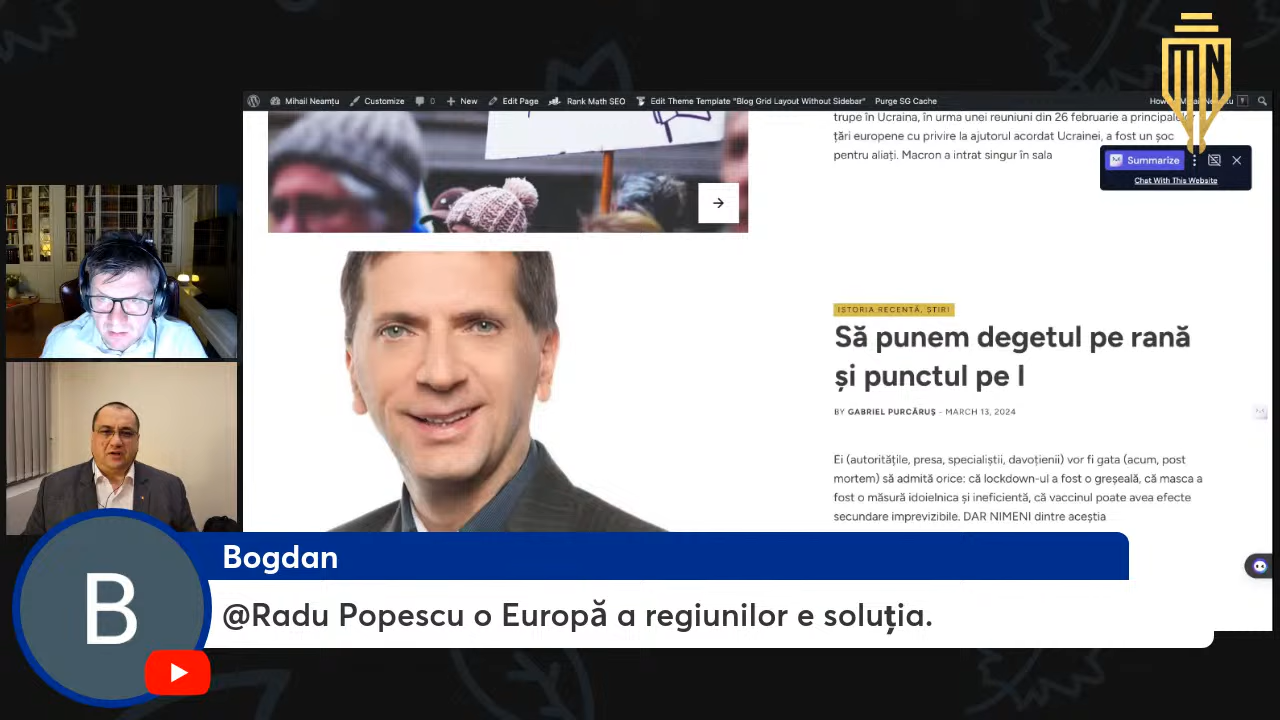 MN
Mihail Neamțu
Customize
0
New
Edit Page
Rank Math SEO
Edit Theme Template "Blog Grid Layout Without Sidebar"
Purge SG Cache
trupe în Ucraina, în urma unei reuniuni din 26 februarie a principalelor
țări europene cu privire la ajutorul acordat Ucrainei, a fost un șoc
pentru aliați. Macron a intrat singur în sala
Summarize
Chat With This Website
ISTORIA RECENTĂ, ȘTIRI
Să punem degetul pe rană
și punctul pe I
BY GABRIEL PURCĂRUȘ - MARCH 13, 2024
Ei (autoritățile, presa, specialiștii, davoțienii) vor fi gata (acum, post
mortem) să admită orice: că lockdown-ul a fost o greșeală, că masca a
fost o măsură idoielnica și ineficientă, că vaccinul poate avea efecte
secundare imprevizibile. DAR NIMENI dintre aceștia
B
Bogdan
@Radu Popescu o Europă a regiunilor e soluția.